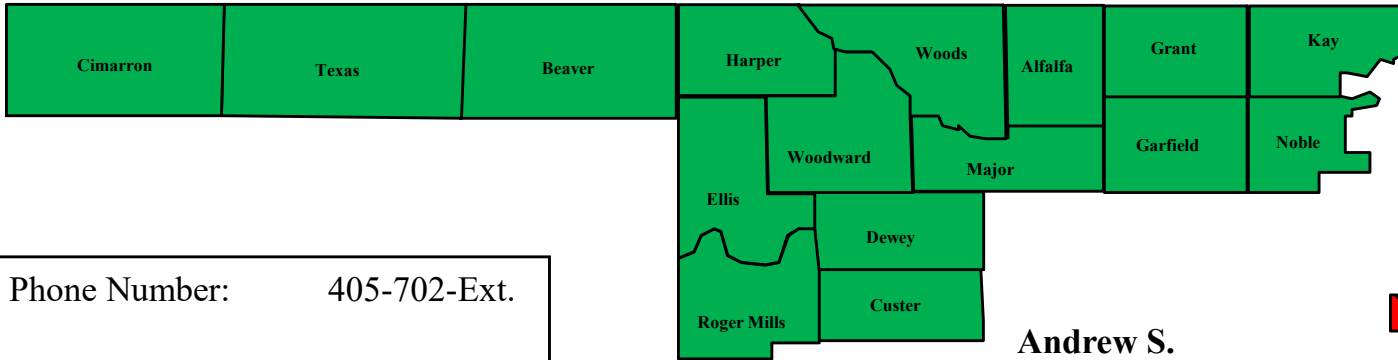 Cimarron
Texas
Beaver
Harper
Woods
Alfalfa
Grant
Kay
Woodward
Major
Garfield
Noble
Ellis
Dewey
Roger Mills
Custer
Phone Number: 405-702-Ext.
Andrew S.